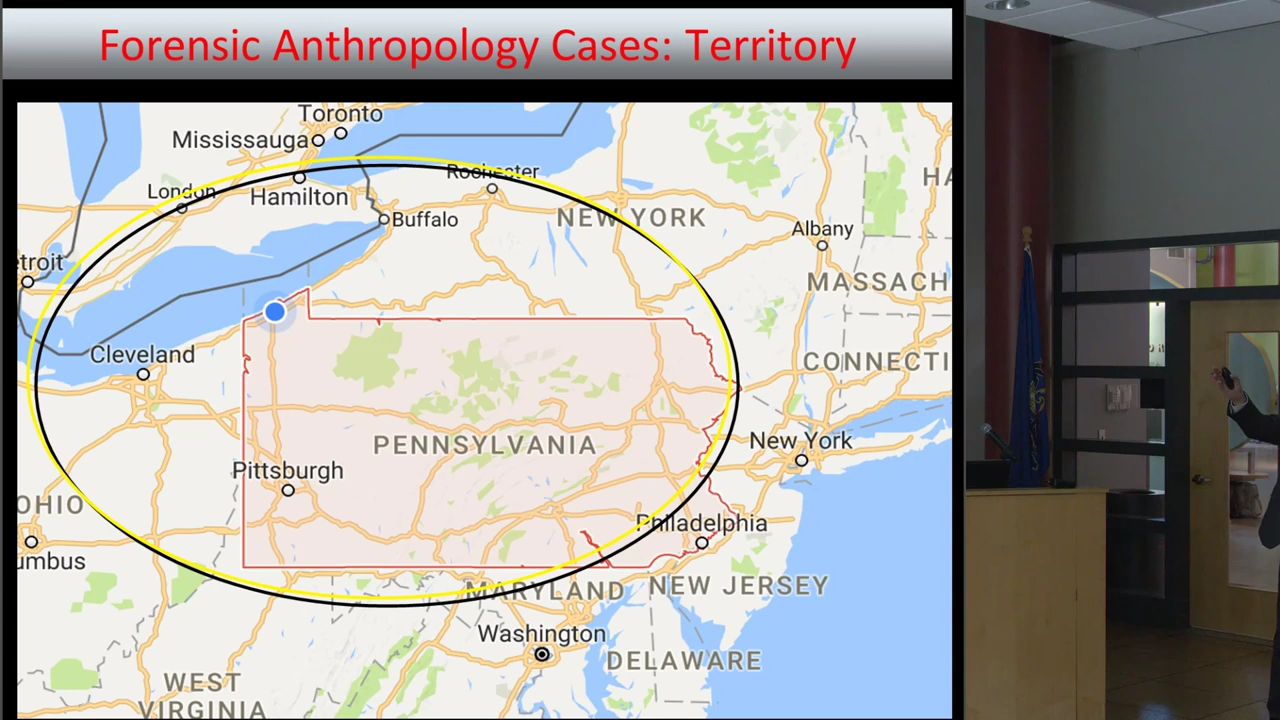 Forensic Anthropology Cases: Territory
Toronto
Mississauga
London
Hamilton
Rochester
Buffalo
NEW YORK
Albany
HA
etroit
MASSACH
Cleveland
CONNECTI
PENNSYLVANIA
New York
Pittsburgh
OHIO
Philadelphia
umbus
MARYLAND
NEW JERSEY
Washington
DELAWARE
WEST
VIRGINIA